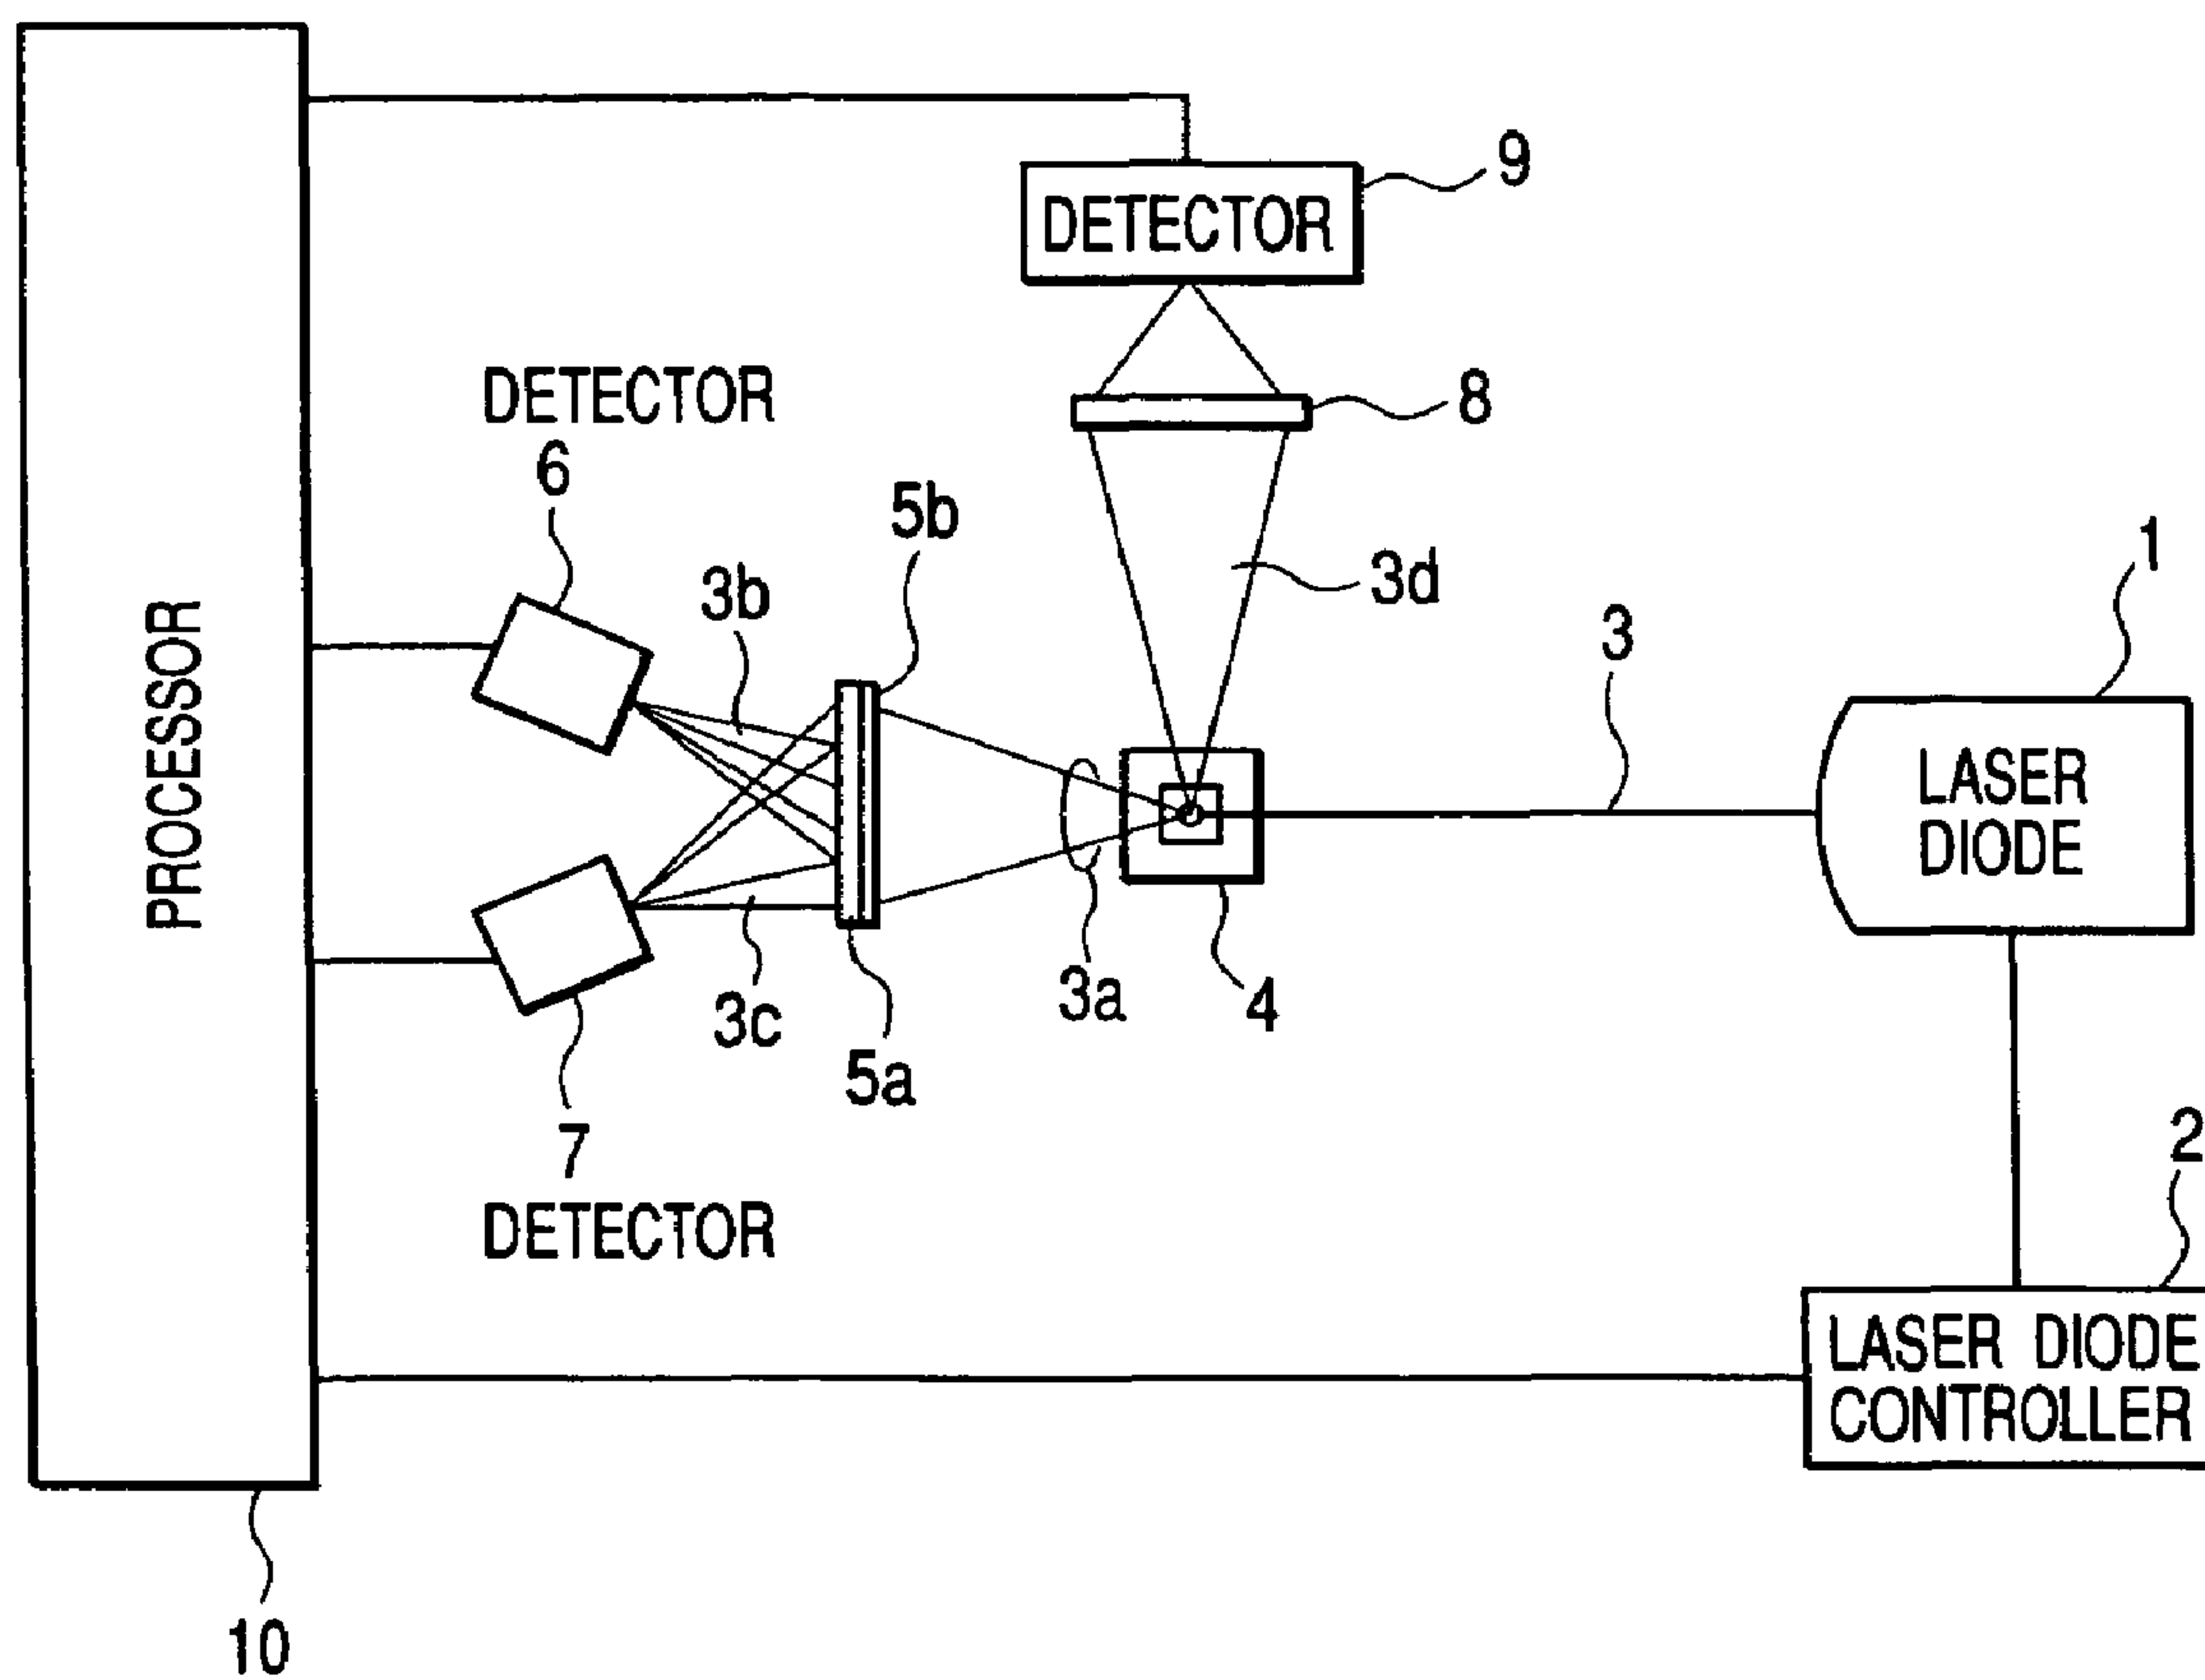 9
DETECTOR
DETECTOR
6
8
5b
3b
3d
1
3
LASER
DIODE
PROCESSOR
3c
3a
4
5a
7
DETECTOR
2
LASER DIODE
CONTROLLER
10